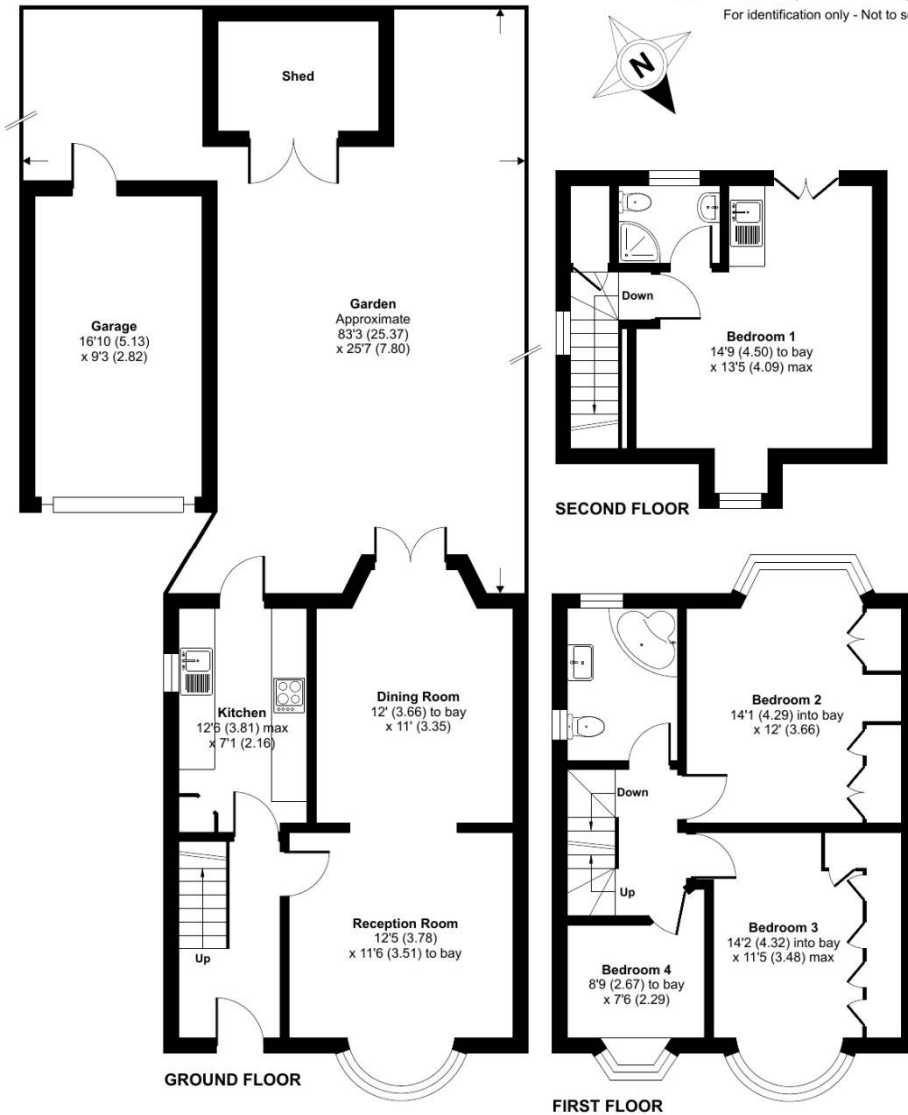 For identification only - Not to
N
Shed
Garage
16'10 (5.13)
x 9'3 (2.82)
Garden
Approximate
83'3 (25.37)
x 25'7 (7.80)
Down
Bedroom 1
14'9 (4.50) to bay
x 13'5 (4.09) max
SECOND FLOOR
Kitchen
12'6 (3.81) max
x 7'1 (2.16)
Dining Room
12' (3.66) to bay
x 11' (3.35)
Up
Reception Room
12'5 (3.78)
x 11'6 (3.51) to bay
GROUND FLOOR
Bedroom 2
14'1 (4.29) into bay
x 12' (3.66)
Down
Up
Bedroom 3
14'2 (4.32) into bay
x 11'5 (3.48) max
Bedroom 4
8'9 (2.67) to bay
x 7'6 (2.29)
FIRST FLOOR